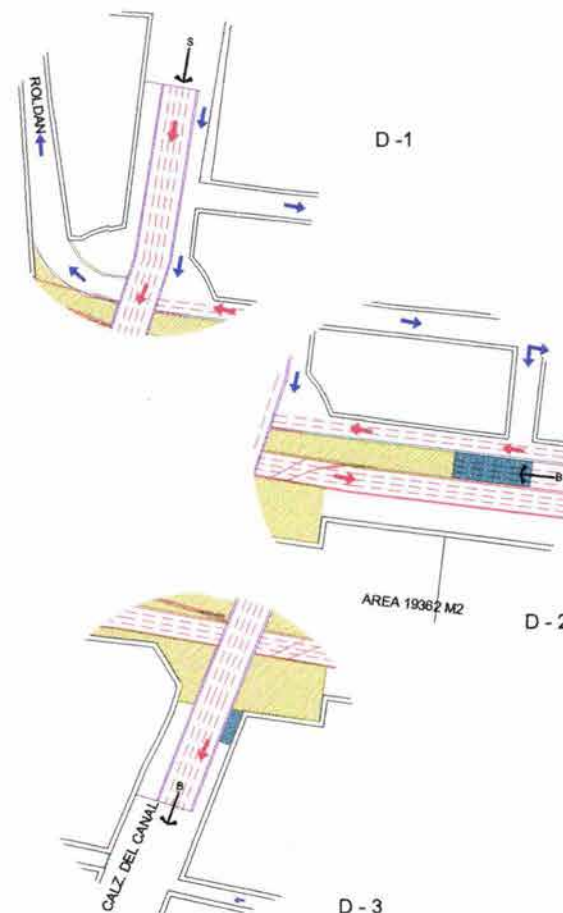 S
ROLDAN
D -1
B
AREA 19362 M2
D - 2
B
CALZ. DEL CANAL
D - 3